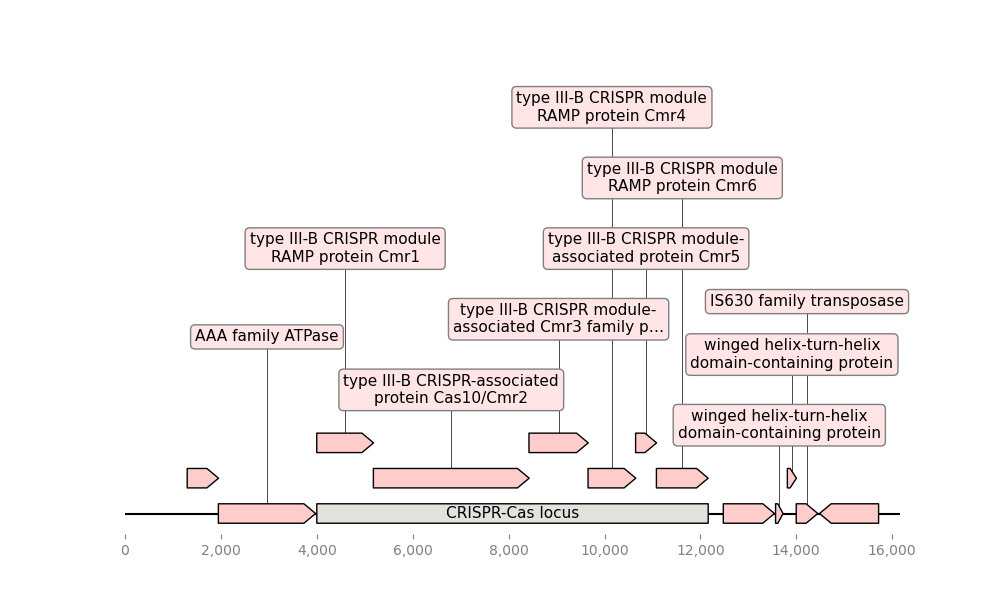 type III-B CRISPR module
RAMP protein Cmr4
type III-B CRISPR module
RAMP protein Cmr6
type III-B CRISPR module
RAMP protein Cmr1
type III-B CRISPR module-
associated protein Cmr5
IS630 family transposase
type III-B CRISPR module-
associated Cmr3 family p…
AAA family ATPase
winged helix-turn-helix
domain-containing protein
type III-B CRISPR-associated
protein Cas10/Cmr2
winged helix-turn-helix
domain-containing protein
CRISPR-Cas locus
0 2,000 4,000 6,000 8,000 10,000 12,000 14,000 16,000